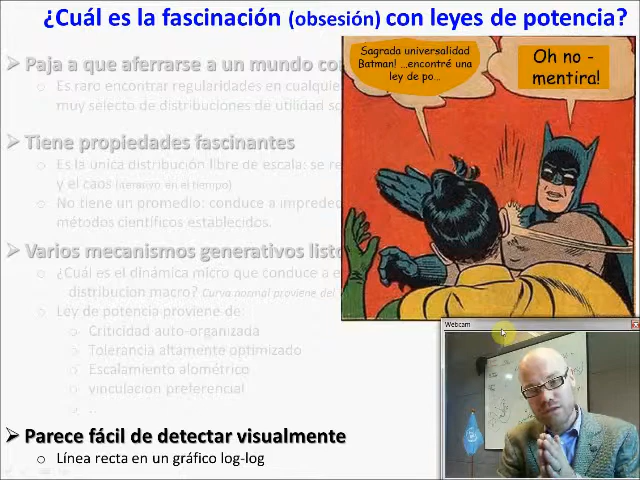 ¿Cuál es la fascinación (obsesión) con leyes de potencia?
Sagrada universalidad
Batman! ...encontré una
ley de po...
Oh no -
mentira!
Paja a que aferrarse a un mundo
Es raro encontrar regularidades en cualquie
muy selecto de distribuciones de utilidad
Tiene propiedades fascinantes
Es la única distribución libre de escala: se re
y el caos (iterativo en el tiempo)
No tiene un promedio: conduce a impredec
métodos científicos establecidos.
Varios mecanismos generativos listo
¿Cuál es el dinámica micro que conduce a e
distribucion macro? Curva normal proviene del
Ley de potencia proviene de:
Criticidad auto-organizada
Tolerancia altamente optimizado
Escalamiento alométrico
vinculacion preferencial
..
Webcam
Parece fácil de detectar visualmente
Línea recta en un gráfico log-log